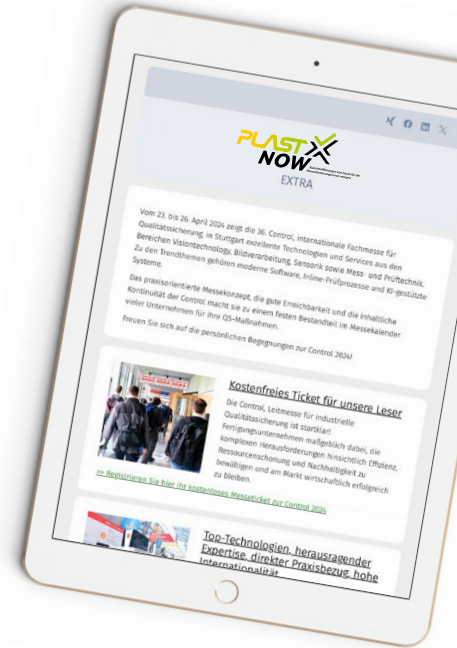 PLASTX
NOW
EXTRA
Vom 23. bis 26. April 2024 zeigt die 36. Control, internationale Fachmesse für
Qualitätssicherung, in Stuttgart exzellente Technologien und Services aus den
Bereichen Visiontechnology, Bildverarbeitung, Sensorik sowie Mess- und Prüftechnik.
Zu den Trendthemen gehören moderne Software, Inline-Prüfprozesse und KI-gestützte
Systeme.
Das praxisorientierte Messekonzept, die gute Erreichbarkeit und die inhaltliche
Kontinuität der Control macht sie zu einem festen Bestandteil im Messekalender
vieler Unternehmen für ihre QS-Maßnahmen.
Freuen Sie sich auf die persönlichen Begegnungen zur Control 2024!
Kostenfreies Ticket für unsere Leser
Die Control, Leitmesse für industrielle
Qualitätssicherung ist startklar!
Fertigungsunternehmen maßgeblich dabei, die
komplexen Herausforderungen hinsichtlich Effizienz,
Ressourcenschonung und Nachhaltigkeit zu
bewältigen und am Markt wirtschaftlich erfolgreich
zu bleiben.
>> Registrieren Sie hier Ihr kostenloses Messeticket zur Control 2024
Top-Technologien, herausragender
Expertise, direkter Praxisbezug, hohe
Internationalität